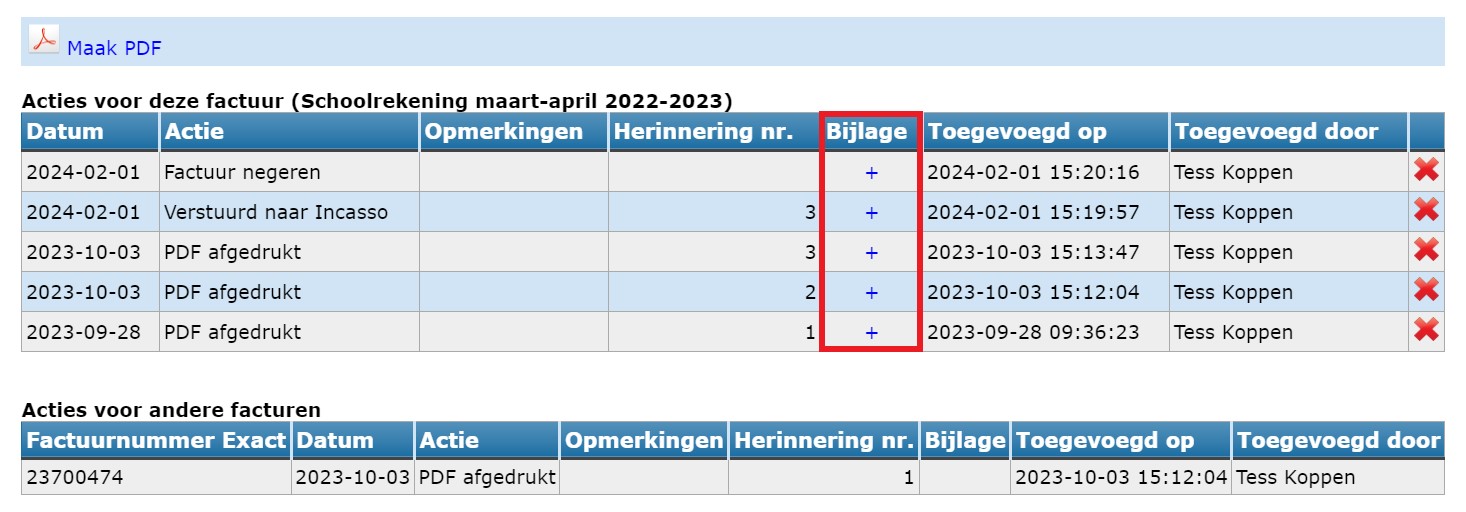 Maak PDF
Acties voor deze factuur (Schoolrekening maart-april 2022-2023)
Datum Actie Opmerkingen Herinnering nr. Bijlage Toegevoegd op Toegevoegd door
2024-02-01 Factuur negeren + 2024-02-01 15:20:16 Tess Koppen
2024-02-01 Verstuurd naar Incasso 3 + 2024-02-01 15:19:57 Tess Koppen
2023-10-03 PDF afgedrukt 3 + 2023-10-03 15:13:47 Tess Koppen
2023-10-03 PDF afgedrukt 2 + 2023-10-03 15:12:04 Tess Koppen
2023-09-28 PDF afgedrukt 1 + 2023-09-28 09:36:23 Tess Koppen
Acties voor andere facturen
Factuurnummer Exact Datum Actie Opmerkingen Herinnering nr. Bijlage Toegevoegd op Toegevoegd door
23700474 2023-10-03 PDF afgedrukt 1 2023-10-03 15:12:04 Tess Koppen